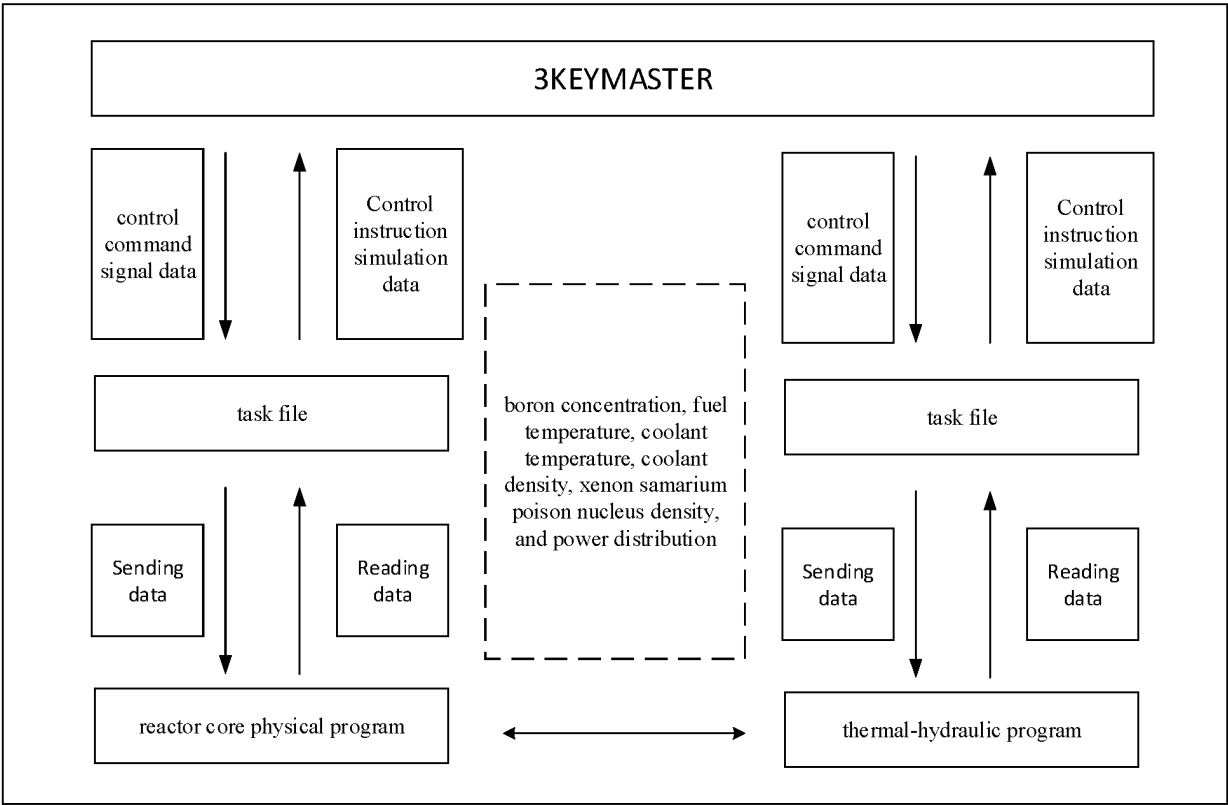 3KEYMASTER
control
command
signal data
Control
instruction
simulation
data
control
command
signal data
Control
instruction
simulation
data
task file
boron concentration, fuel
temperature, coolant
temperature, coolant
density, xenon samarium
poison nucleus density,
and power distribution
task file
Sending
data
Reading
data
Sending
data
Reading
data
reactor core physical program
thermal-hydraulic program